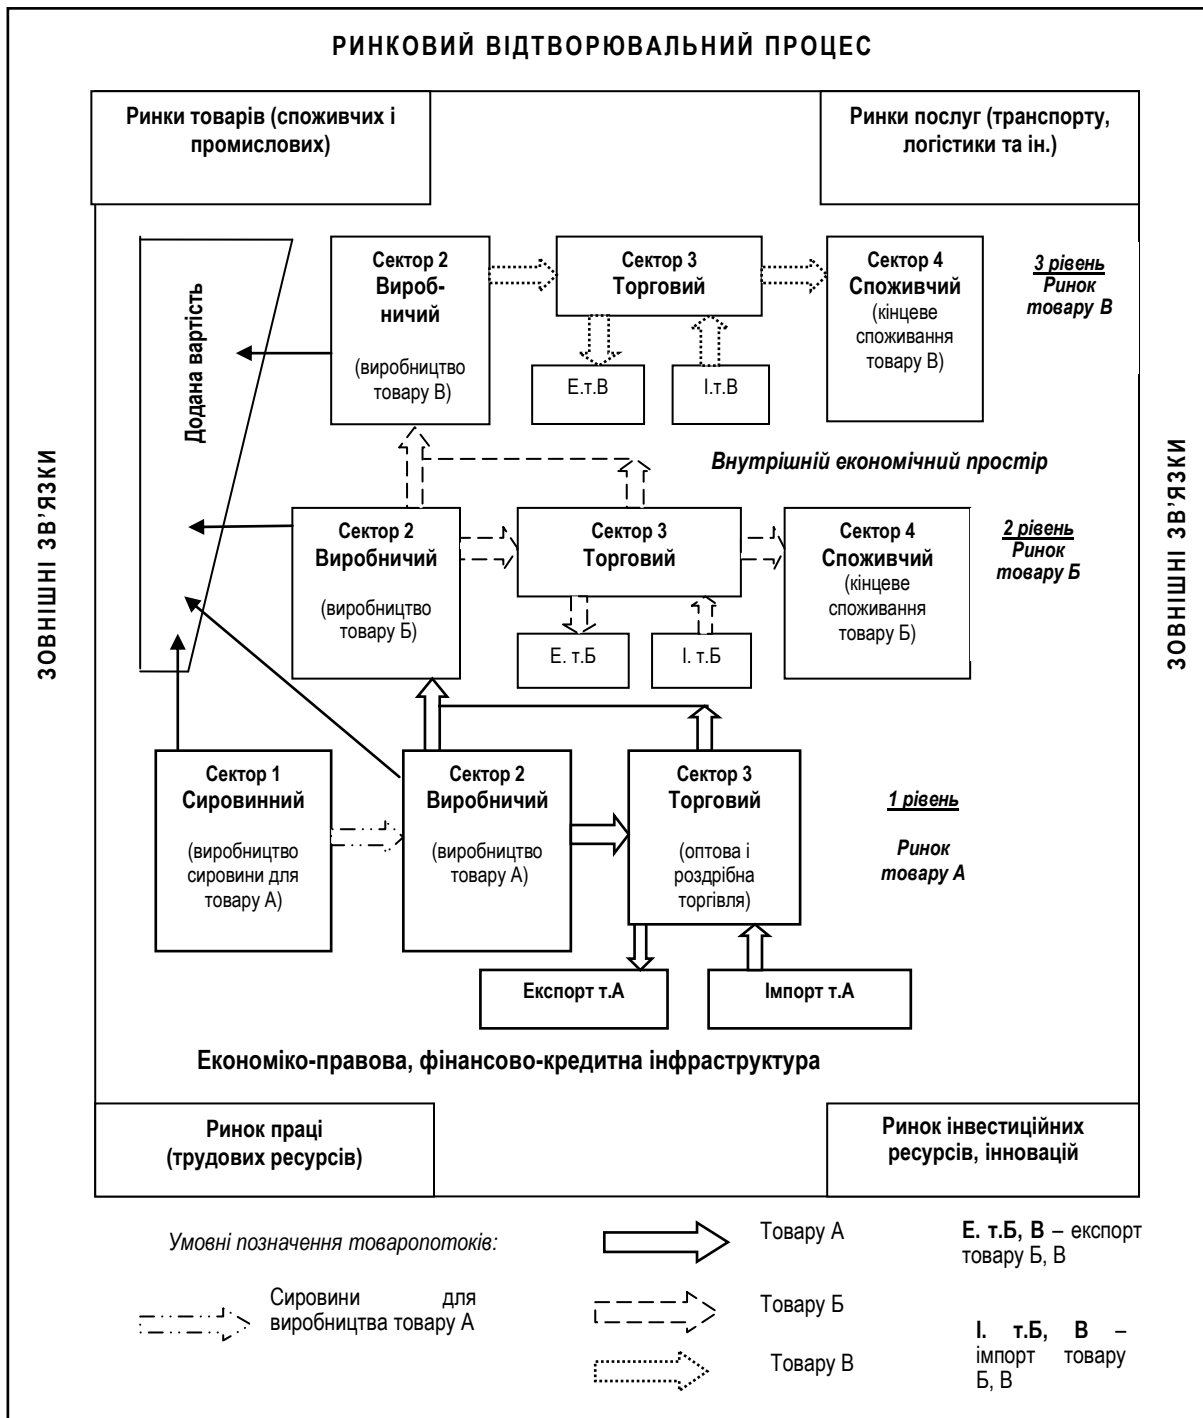 РИНКОВИЙ ВІДТВОРЮВАЛЬНИЙ ПРОЦЕС
Ринки товарів (споживчих і
промислових)
Ринки послуг (транспорту,
логістики та ін.)
Додана вартість
Сектор 2
Вироб-
ничий
(виробництво
товару В)
Сектор 3
Торговий
Сектор 4
Споживчий
(кінцеве
споживання
товару В)
3 рівень
Ринок
товару В
Е.т.В
І.т.В
Внутрішній економічний простір
ЗОВНІШНІ ЗВ'ЯЗКИ
ЗОВНІШНІ ЗВ'ЯЗКИ
Сектор 2
Виробничий
(виробництво
товару Б)
Сектор 3
Торговий
Сектор 4
Споживчий
(кінцеве
споживання
товару Б)
2 рівень
Ринок
товару Б
Е. т.Б
І. т.Б
Сектор 1
Сировинний
(виробництво
сировини для
товару А)
Сектор 2
Виробничий
(виробництво
товару А)
Сектор 3
Торговий
(оптова і
роздрібна
торгівля)
1 рівень
Ринок
товару А
Експорт т.А
Імпорт т.А
Економіко-правова, фінансово-кредитна інфраструктура
Ринок праці
(трудових ресурсів)
Ринок інвестиційних
ресурсів, інновацій
Умовні позначення товаропотоків:
Сировини для
виробництва товару А
Товару А
Товару Б
Товару В
Е. т.Б, В – експорт
товару Б, В
І. т.Б, В –
імпорт товару
Б, В